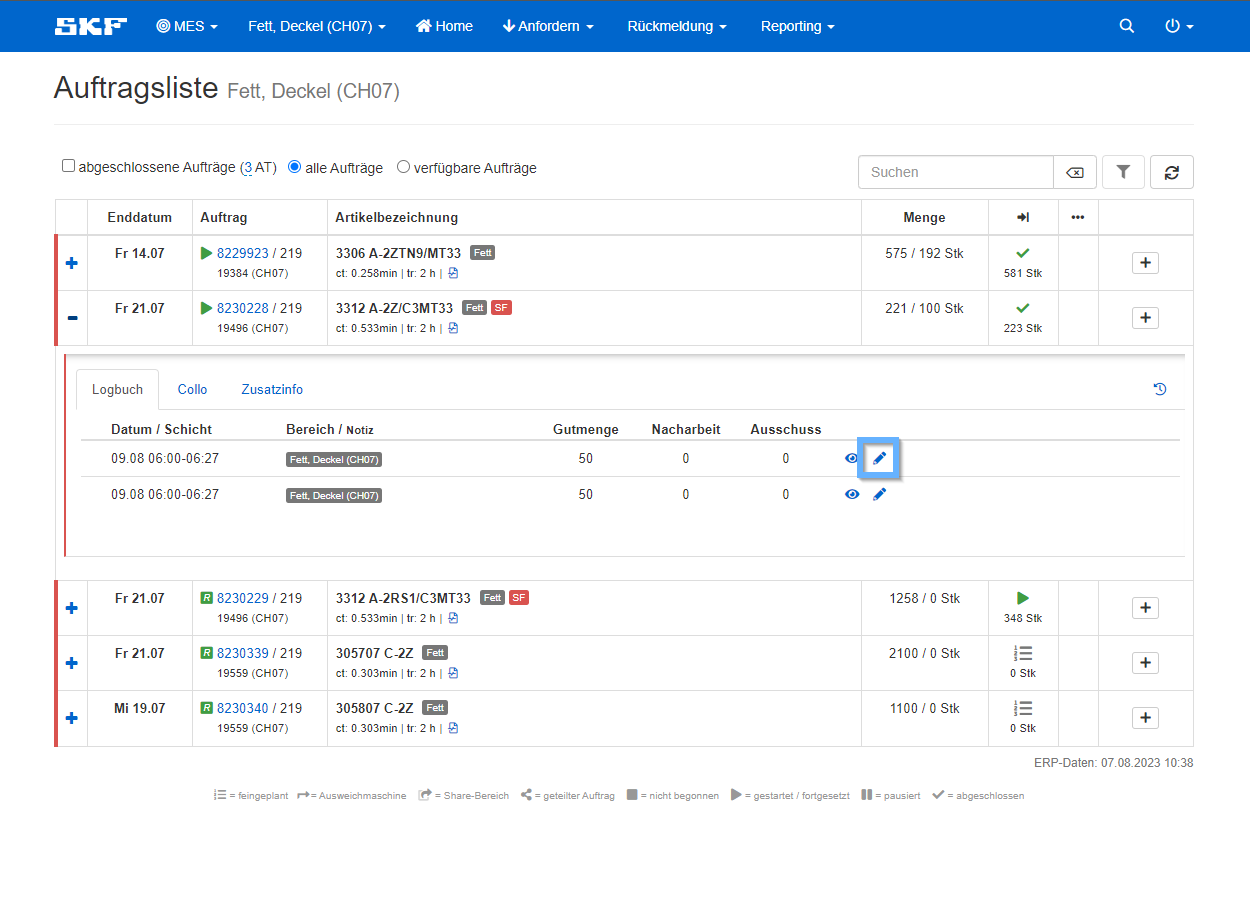 SKF MES Fett, Deckel (CH07) Home Anfordern Rückmeldung Reporting
Auftragsliste Fett, Deckel (CH07)
abgeschlossene Aufträge (3 AT) alle Aufträge verfügbare Aufträge Suchen
Enddatum Auftrag Artikelbezeichnung Menge
Fr 14.07 8229923 / 219 3306 A-2ZTN9/MT33 Fett 575 / 192 Stk
19384 (CH07) ct: 0.258min | tr: 2 h | 581 Stk
Fr 21.07 8230228 / 219 3312 A-2Z/C3MT33 Fett SF 221 / 100 Stk
19496 (CH07) ct: 0.533min | tr: 2 h | 223 Stk
Logbuch Collo Zusatzinfo
Datum / Schicht Bereich / Notiz Gutmenge Nacharbeit Ausschuss
09.08 06:00-06:27 Fett, Deckel (CH07) 50 0 0
09.08 06:00-06:27 Fett, Deckel (CH07) 50 0 0
Fr 21.07 R 8230229 / 219 3312 A-2RS1/C3MT33 Fett SF 1258 / 0 Stk
19496 (CH07) ct: 0.533min | tr: 2 h | 348 Stk
Fr 21.07 R 8230339 / 219 305707 C-2Z Fett 2100 / 0 Stk
19559 (CH07) ct: 0.303min | tr: 2 h | 0 Stk
Mi 19.07 R 8230340 / 219 305807 C-2Z Fett 1100 / 0 Stk
19559 (CH07) ct: 0.303min | tr: 2 h | 0 Stk
ERP-Daten: 07.08.2023 10:38
= feingeplant = Ausweichmaschine = Share-Bereich = geteilter Auftrag = nicht begonnen = gestartet / fortgesetzt = pausiert = abgeschlossen